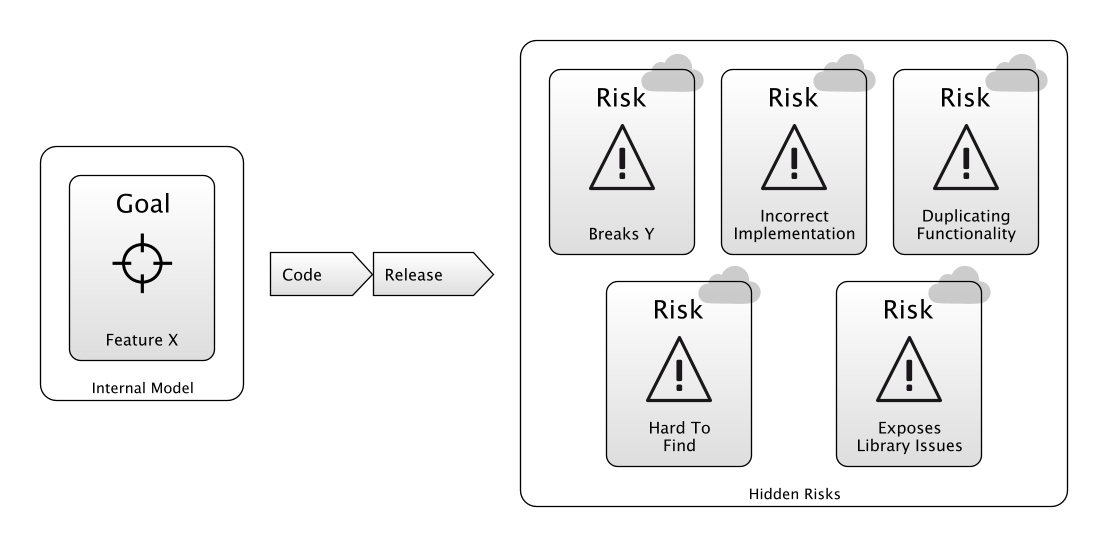 Goal
Feature X
Internal Model
Code
Release
Risk
Breaks Y
Risk
Incorrect
Implementation
Risk
Duplicating
Functionality
Risk
Hard To
Find
Risk
Exposes
Library Issues
Hidden Risks